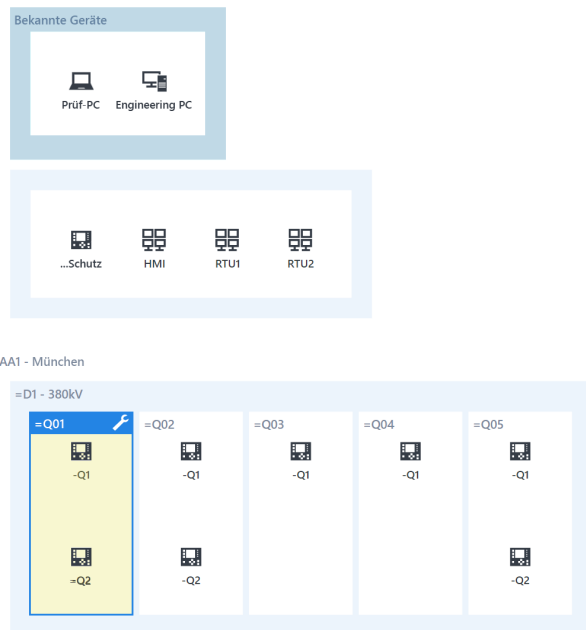 Bekannte Geräte
Prüf-PC Engineering PC
...Schutz HMI RTU1 RTU2
AA1 - München
=D1 - 380kV
=Q01 =Q02 =Q03 =Q04 =Q05
-Q1 -Q1 -Q1 -Q1 -Q1
=Q2 -Q2 -Q2